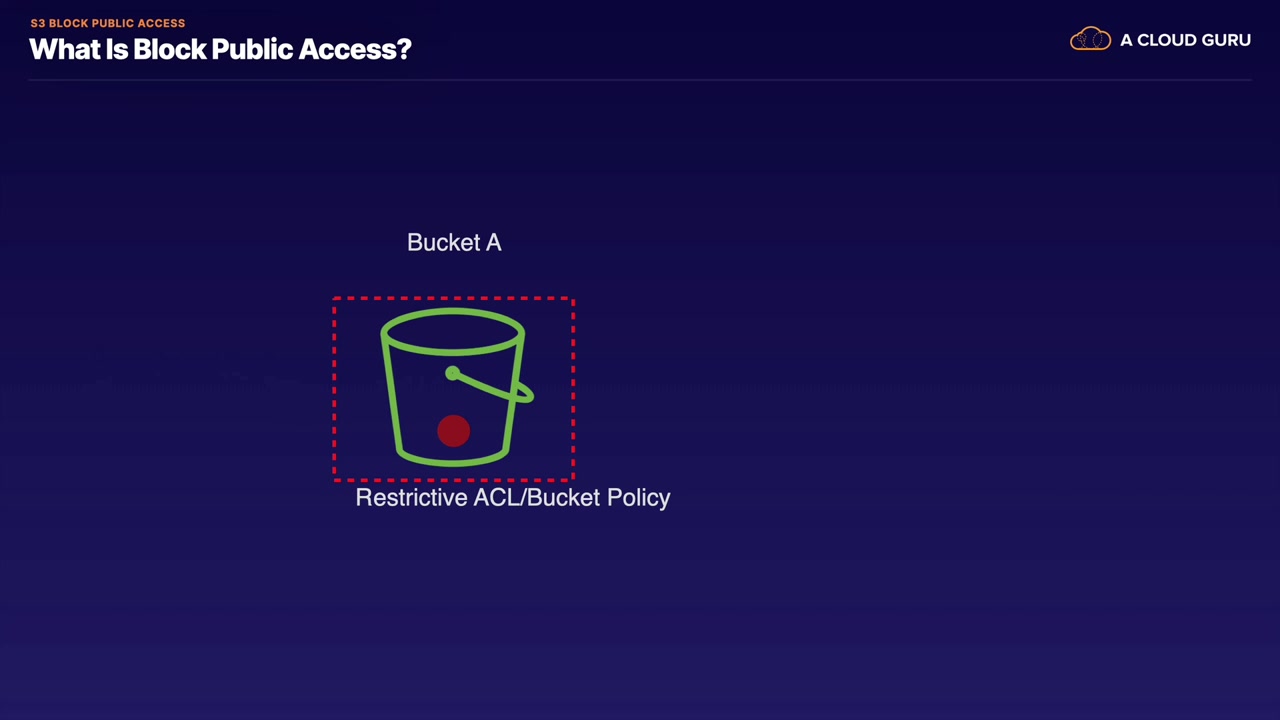 S3 BLOCK PUBLIC ACCESS
What Is Block Public Access?
A CLOUD GURU
Bucket A
Restrictive ACL/Bucket Policy